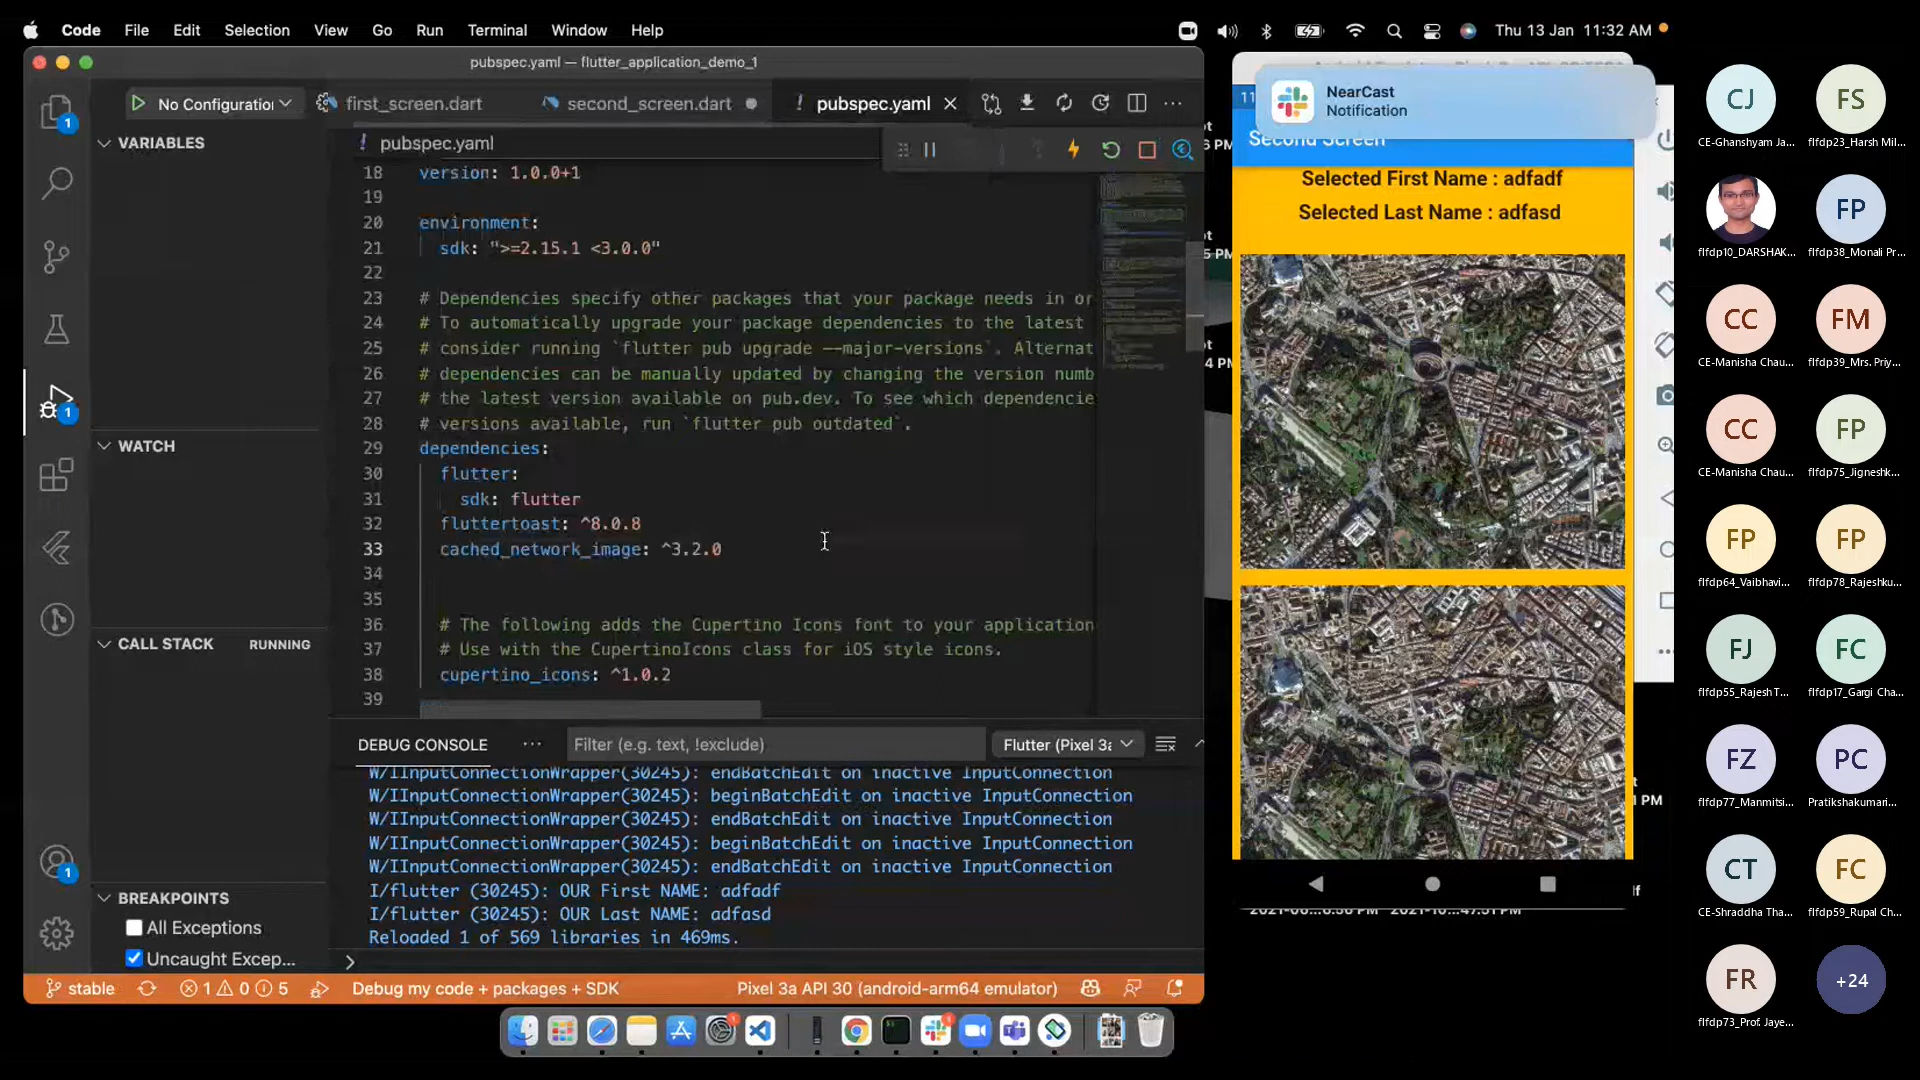 Code File Edit Selection View Go Run Terminal Window Help
Thu 13 Jan 11:32 AM
pubspec.yaml — flutter_application_demo_1
No Configuration
first_screen.dart
second_screen.dart
! pubspec.yaml
! pubspec.yaml
VARIABLES
WATCH
CALL STACK RUNNING
BREAKPOINTS
All Exceptions
Uncaught Excep...
18 version: 1.0.0+1
19
20 environment:
21 sdk: ">=2.15.1 <3.0.0"
22
23 # Dependencies specify other packages that your package needs in or
24 # To automatically upgrade your package dependencies to the latest
25 # consider running `flutter pub upgrade --major-versions`. Alternat
26 # dependencies can be manually updated by changing the version numb
27 # the latest version available on pub.dev. To see which dependencie
28 # versions available, run `flutter pub outdated`.
29 dependencies:
30 flutter:
31 sdk: flutter
32 fluttertoast: ^8.0.8
33 cached_network_image: ^3.2.0
34
35
36 # The following adds the Cupertino Icons font to your application
37 # Use with the CupertinoIcons class for iOS style icons.
38 cupertino_icons: ^1.0.2
39
DEBUG CONSOLE ... Filter (e.g. text, !exclude) Flutter (Pixel 3a
W/IInputConnectionWrapper(30245): endBatchEdit on inactive InputConnection
W/IInputConnectionWrapper(30245): beginBatchEdit on inactive InputConnection
W/IInputConnectionWrapper(30245): endBatchEdit on inactive InputConnection
W/IInputConnectionWrapper(30245): beginBatchEdit on inactive InputConnection
W/IInputConnectionWrapper(30245): endBatchEdit on inactive InputConnection
I/flutter (30245): OUR First NAME: adfadf
I/flutter (30245): OUR Last NAME: adfasd
Reloaded 1 of 569 libraries in 469ms.
stable 1 0 5 Debug my code + packages + SDK Pixel 3a API 30 (android-arm64 emulator)
NearCast
Notification
Second Screen
Selected First Name : adfadf
Selected Last Name : adfasd
CJ FS
CE-Ghanshyam Ja... flfdp23_Harsh Mil...
FP
flfdp10_DARSHAK... flfdp38_Monali Pr...
CC FM
CE-Manisha Chau... flfdp39_Mrs. Priy...
CC FP
CE-Manisha Chau... flfdp75_Jigneshk...
FP FP
flfdp64_Vaibhavi... flfdp78_Rajeshku...
FJ FC
flfdp55_Rajesh T... flfdp17_Gargi Cha...
FZ PC
flfdp77_Manmitsi... Pratikshakumari...
CT FC
CE-Shraddha Tha... flfdp59_Rupal Ch...
FR +24
flfdp73_Prof. Jaye...